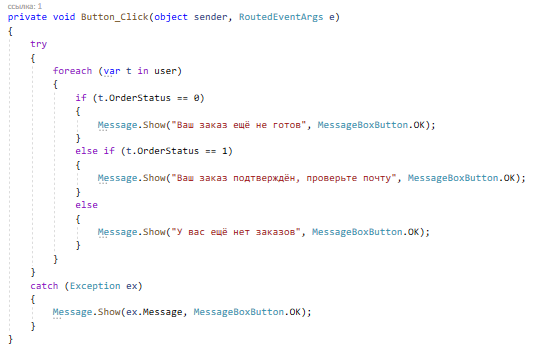 ссылка: 1
private void Button_Click(object sender, RoutedEventArgs e)
{
    try
    {
        foreach (var t in user)
        {
            if (t.OrderStatus == 0)
            {
                Message.Show("Ваш заказ ещё не готов", MessageBoxButton.OK);
            }
            else if (t.OrderStatus == 1)
            {
                Message.Show("Ваш заказ подтверждён, проверьте почту", MessageBoxButton.OK);
            }
            else
            {
                Message.Show("У вас ещё нет заказов", MessageBoxButton.OK);
            }
        }
    }
    catch (Exception ex)
    {
        Message.Show(ex.Message, MessageBoxButton.OK);
    }
}